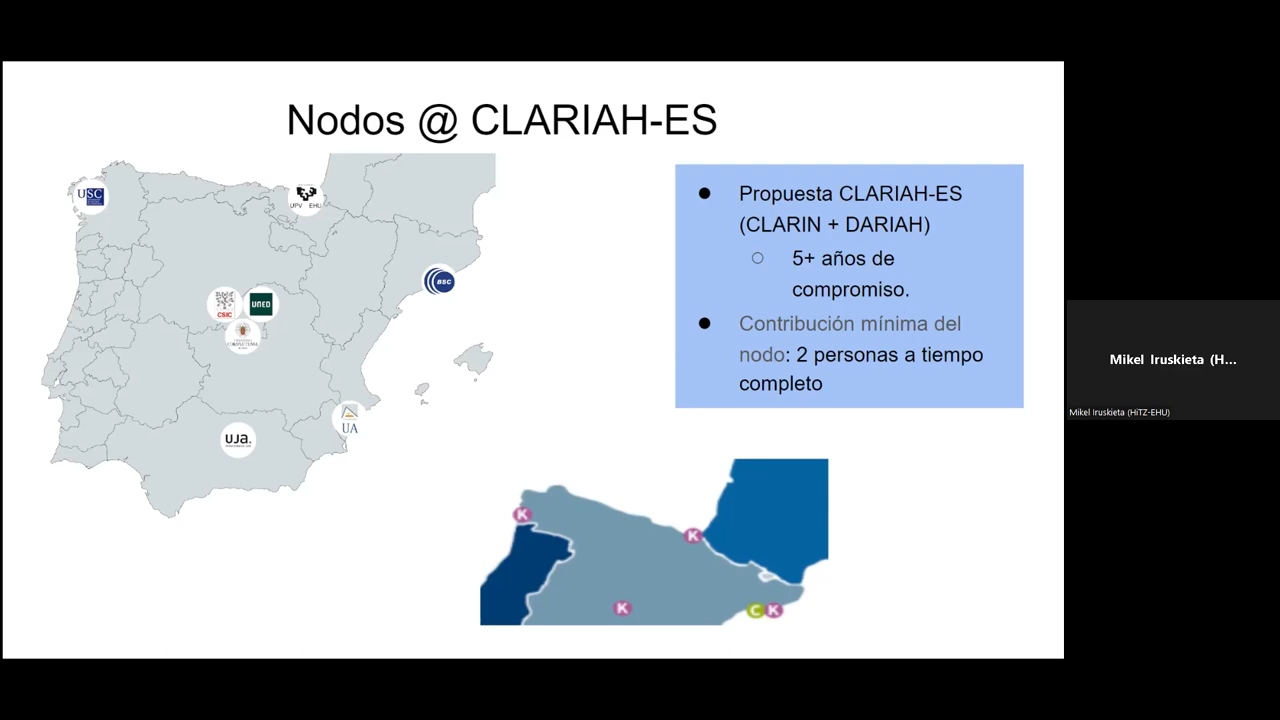 Nodos @ CLARIAH-ES
USC
UPV EHU
BSC
CSIC
UNED
COMPLUTENSE
UA
uja.
● Propuesta CLARIAH-ES
(CLARIN + DARIAH)
○ 5+ años de
compromiso.
● Contribución mínima del
nodo: 2 personas a tiempo
completo
K
K
K
C K
Mikel Iruskieta (H...
Mikel Iruskieta (HiTZ-EHU)